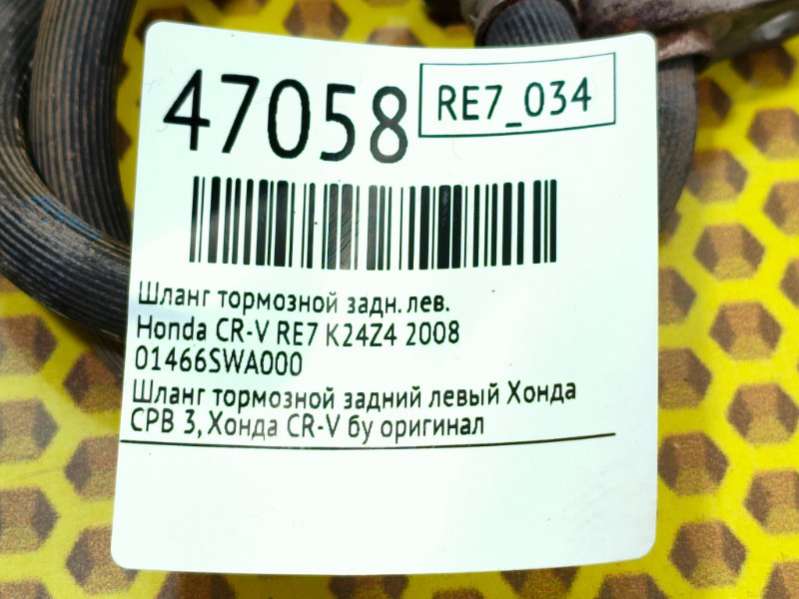 47058
RE7_034
Шланг тормозной задн. лев.
Honda CR-V RE7 K24Z4 2008
01466SWA000
Шланг тормозной задний левый Хонда
СРВ 3, Хонда CR-V бу оригинал